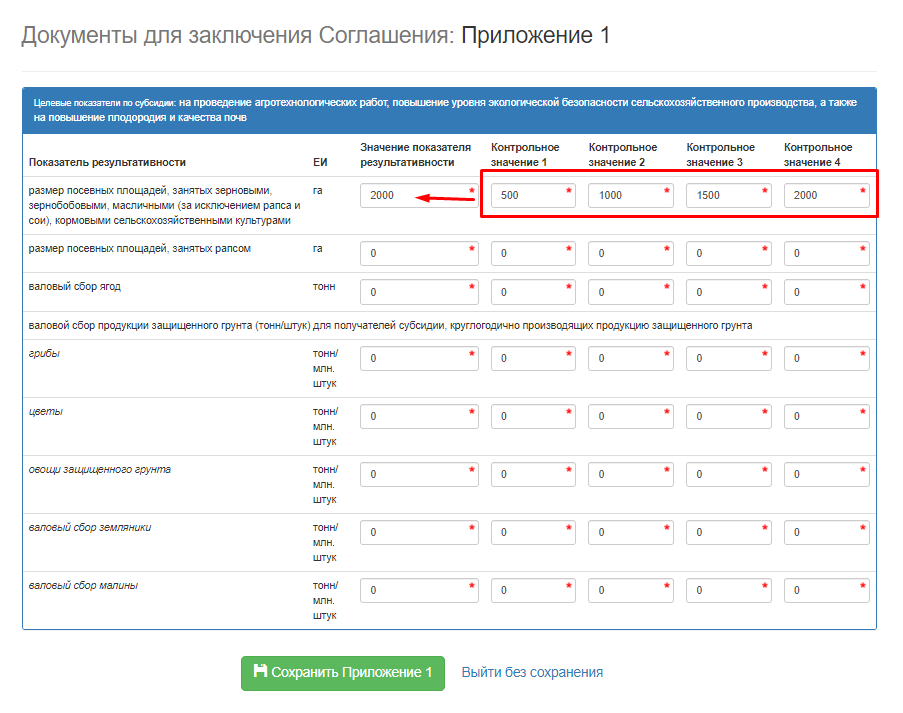 Документы для заключения Соглашения: Приложение 1
Целевые показатели по субсидии: на проведение агротехнологических работ, повышение уровня экологической безопасности сельскохозяйственного производства, а также
на повышение плодородия и качества почв
Показатель результативности ЕИ Значение показателя результативности Контрольное значение 1 Контрольное значение 2 Контрольное значение 3 Контрольное значение 4
размер посевных площадей, занятых зерновыми, га 2000 * 500 * 1000 * 1500 * 2000 *
зернобобовыми, масличными (за исключением рапса и
сои), кормовыми сельскохозяйственными культурами
размер посевных площадей, занятых рапсом га 0 * 0 * 0 * 0 * 0 *
валовый сбор ягод тонн 0 * 0 * 0 * 0 * 0 *
валовой сбор продукции защищенного грунта (тонн/штук) для получателей субсидии, круглогодично производящих продукцию защищенного грунта
грибы тонн/ 0 * 0 * 0 * 0 * 0 *
млн.
штук
цветы тонн/ 0 * 0 * 0 * 0 * 0 *
млн.
штук
овощи защищенного грунта тонн/ 0 * 0 * 0 * 0 * 0 *
млн.
штук
валовый сбор земляники тонн/ 0 * 0 * 0 * 0 * 0 *
млн.
штук
валовый сбор малины тонн/ 0 * 0 * 0 * 0 * 0 *
млн.
штук
Сохранить Приложение 1 Выйти без сохранения